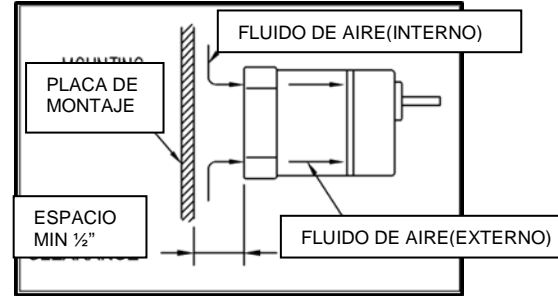 FLUIDO DE AIRE(INTERNO)
PLACA DE
MONTAJE
ESPACIO
MIN ½”
FLUIDO DE AIRE(EXTERNO)